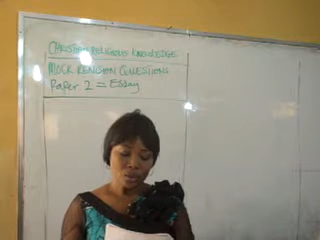 CHRISTIAN RELIGIOUS KNOWLEDGE
MOCK REVISION QUESTIONS
Paper 2 = Essay